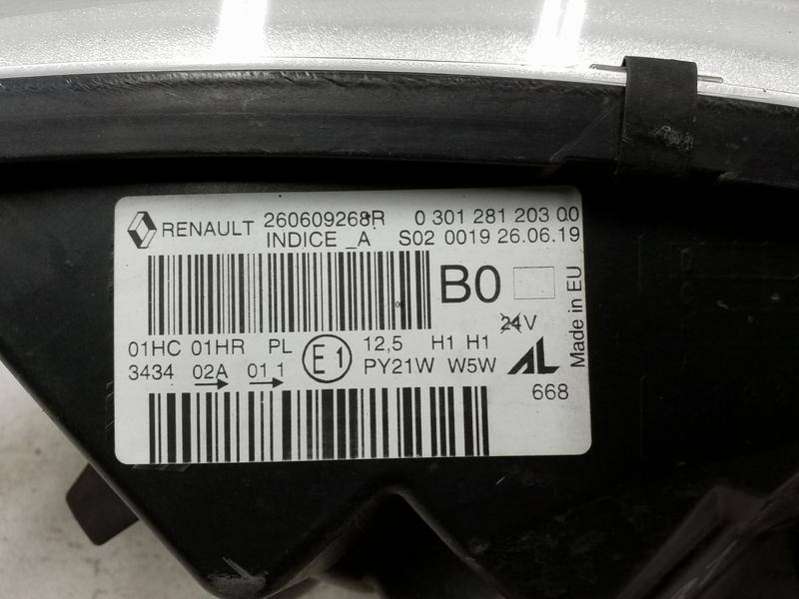 RENAULT 260609268R 0 301 281 203 00
INDICE _A S02 0019 26.06.19
B0
Made in EU
24V
01HC 01HR PL E1 12,5 H1 H1
3434 02A 01 1 PY21W W5W AL
668